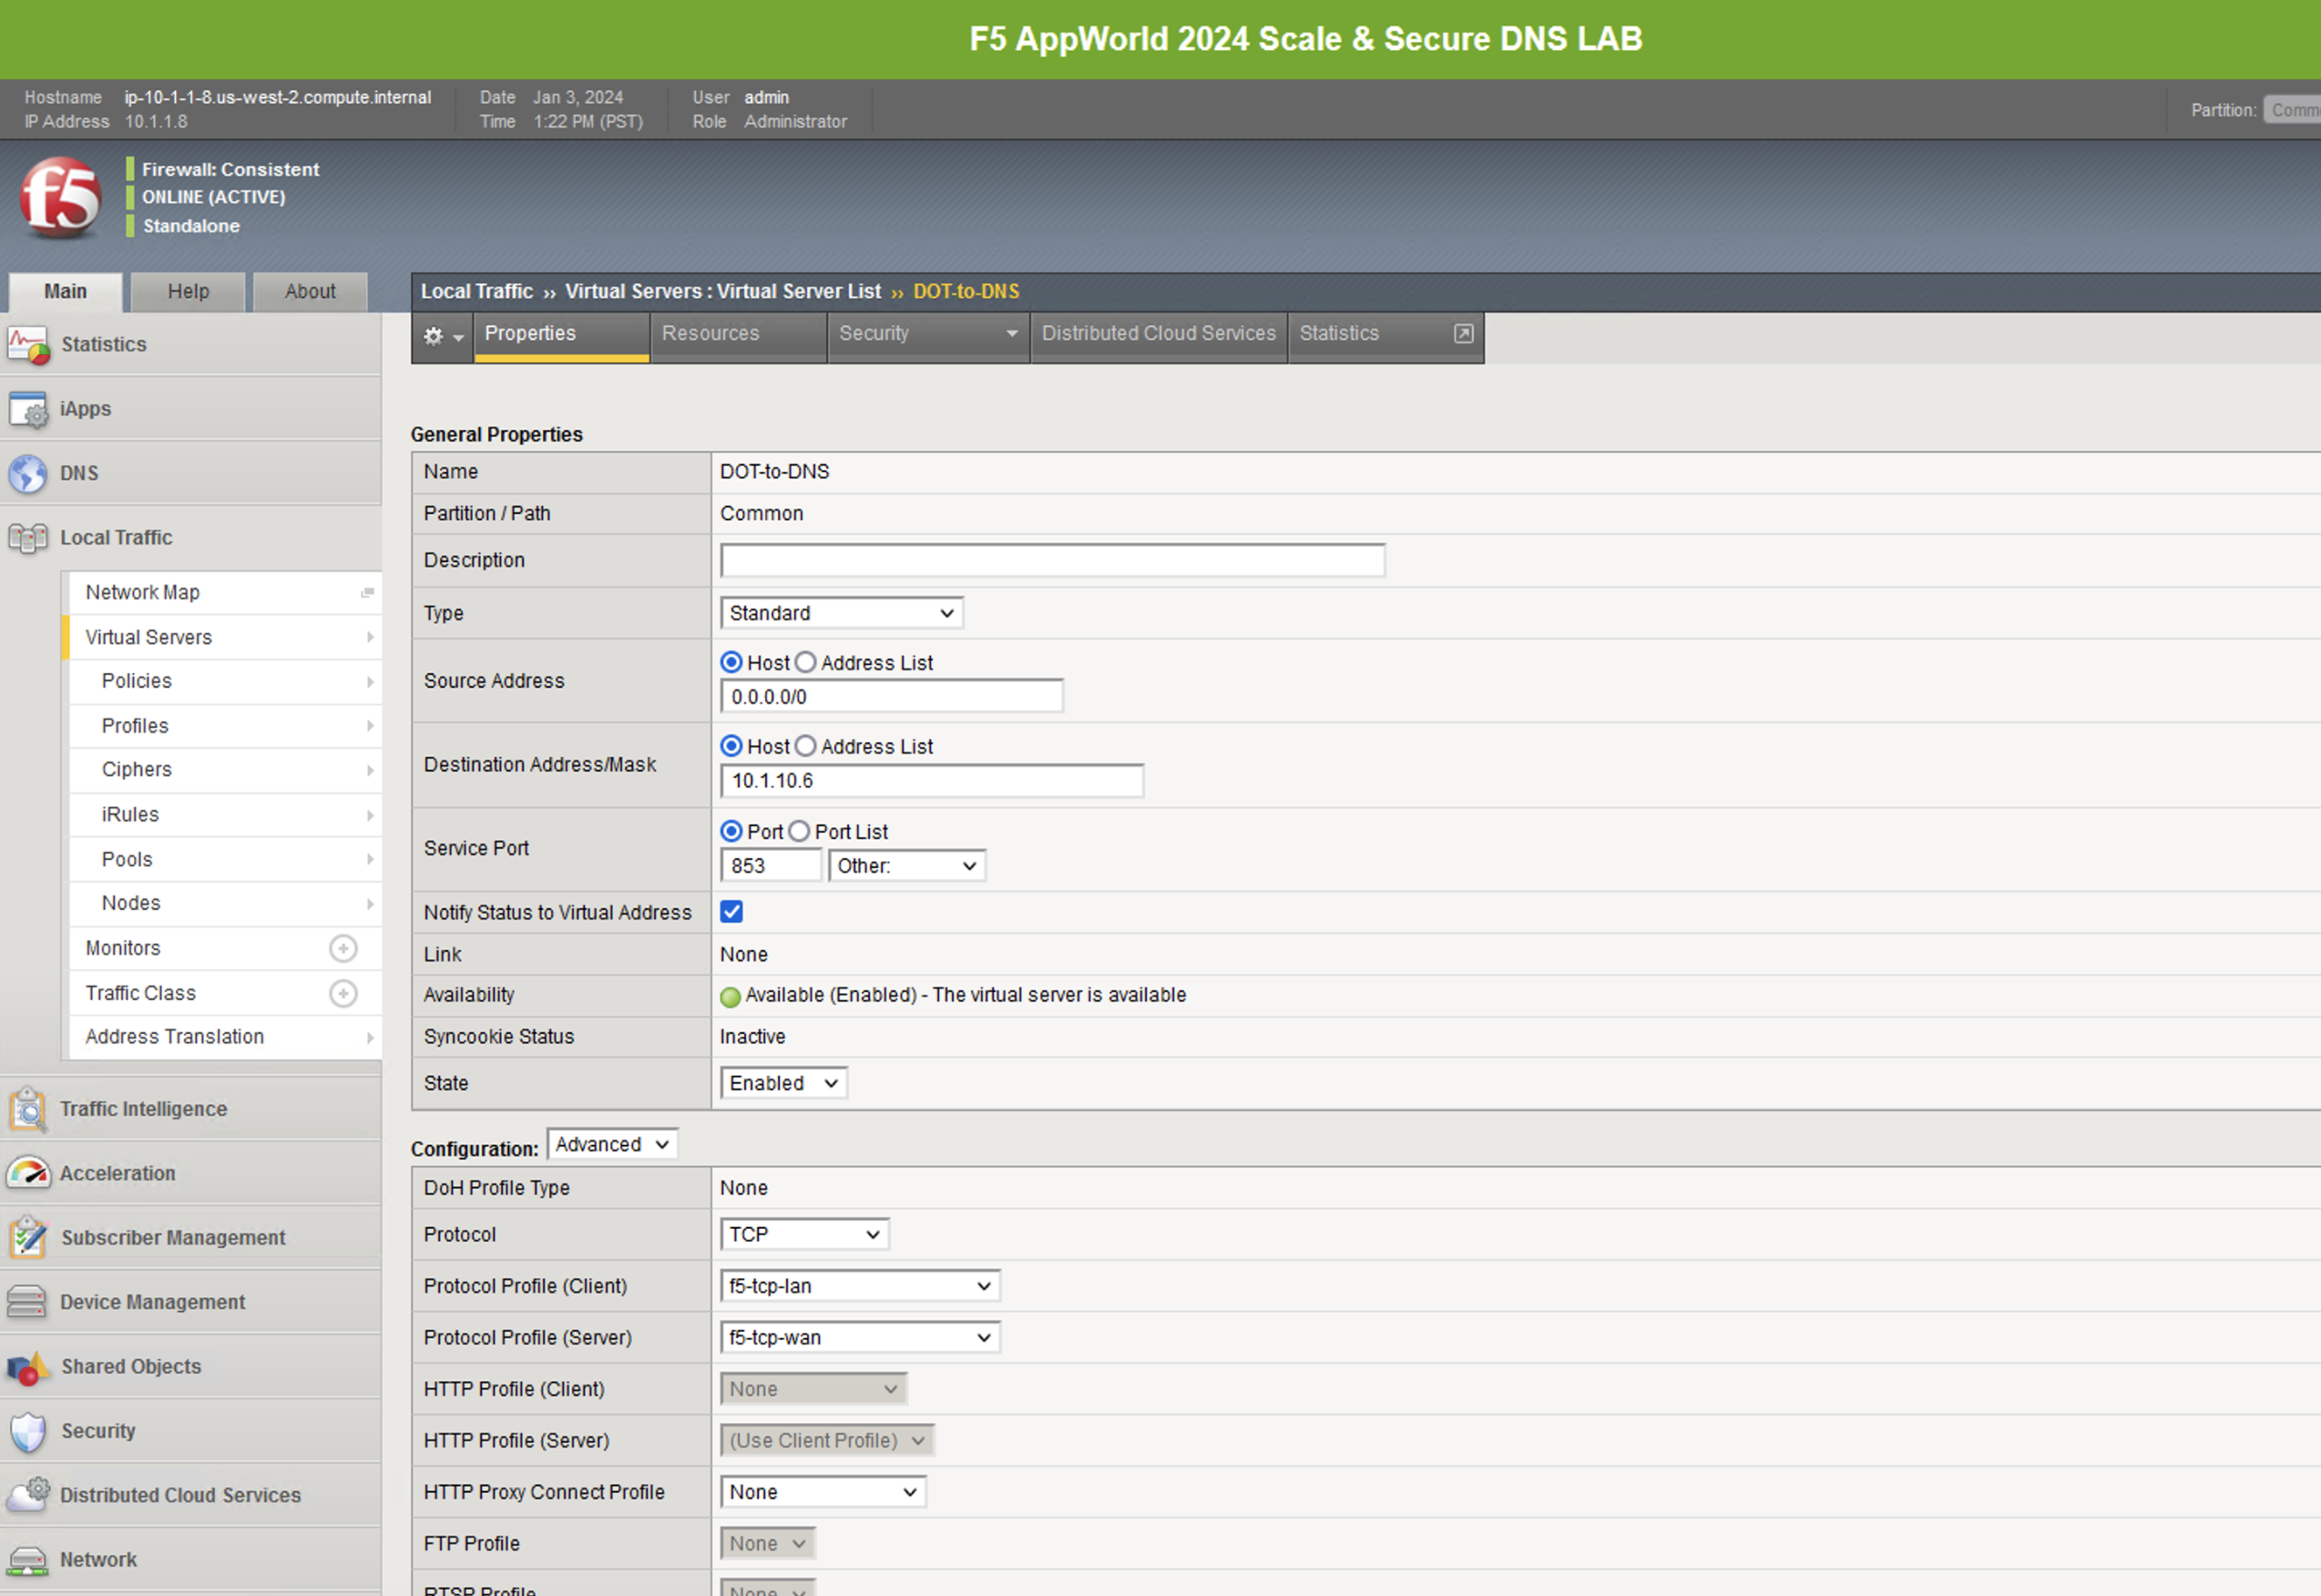 F5 AppWorld 2024 Scale & Secure DNS LAB
Hostname ip-10-1-1-8.us-west-2.compute.internal Date Jan 3, 2024 User admin
IP Address 10.1.1.8 Time 1:22 PM (PST) Role Administrator
Partition:
f5
Firewall: Consistent
ONLINE (ACTIVE)
Standalone
Main Help About
Local Traffic ›› Virtual Servers : Virtual Server List ›› DOT-to-DNS
Properties Resources Security Distributed Cloud Services Statistics
Statistics
iApps
DNS
Local Traffic
Network Map
Virtual Servers
Policies
Profiles
Ciphers
iRules
Pools
Nodes
Monitors
Traffic Class
Address Translation
Traffic Intelligence
Acceleration
Subscriber Management
Device Management
Shared Objects
Security
Distributed Cloud Services
Network
General Properties
Name DOT-to-DNS
Partition / Path Common
Description
Type Standard
Source Address Host Address List
0.0.0.0/0
Destination Address/Mask Host Address List
10.1.10.6
Service Port Port Port List
853 Other:
Notify Status to Virtual Address
Link None
Availability Available (Enabled) - The virtual server is available
Syncookie Status Inactive
State Enabled
Configuration: Advanced
DoH Profile Type None
Protocol TCP
Protocol Profile (Client) f5-tcp-lan
Protocol Profile (Server) f5-tcp-wan
HTTP Profile (Client) None
HTTP Profile (Server) (Use Client Profile)
HTTP Proxy Connect Profile None
FTP Profile None
RTSP Profile None